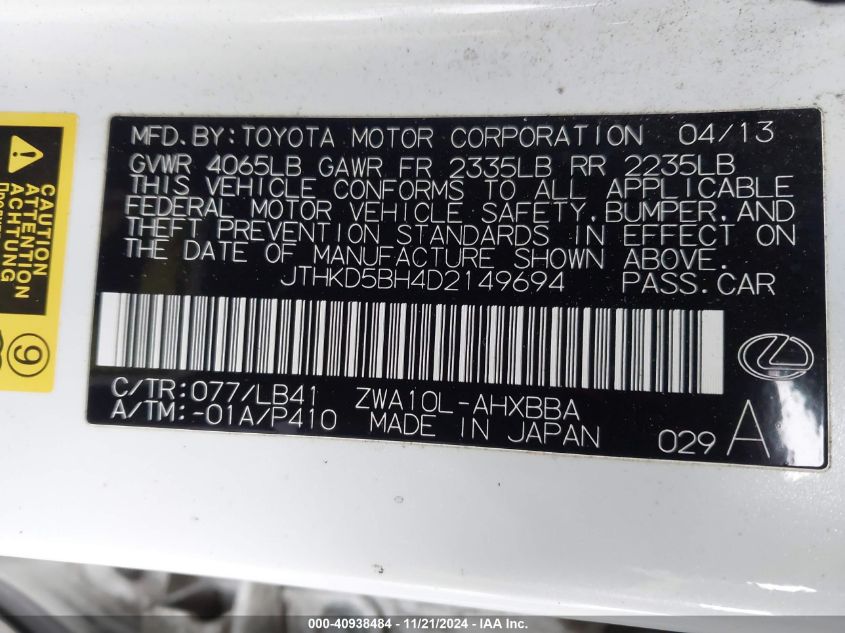 MFD.BY:TOYOTA MOTOR CORPORATION 04/13
GVWR 4065LB GAWR FR 2335LB RR 2235LB
THIS VEHICLE CONFORMS TO ALL APPLICABLE
FEDERAL MOTOR VEHICLE SAFETY,BUMPER,AND
THEFT PREVENTION STANDARDS IN EFFECT ON
THE DATE OF MANUFACTURE SHOWN ABOVE.
JTHKD5BH4D2149694 PASS.CAR
C/TR:077/LB41 ZWA10L-AHXBBA
A/TM:-01A/P410 MADE IN JAPAN 029 A
CAUTION
ATTENTION
ACHTUNG
9
000-40938484 - 11/21/2024 - IAA Inc.